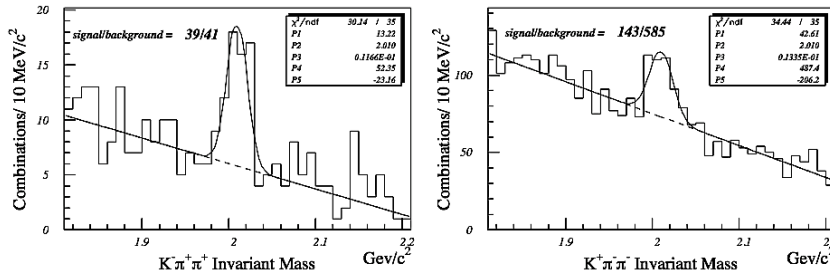 signal/background = 39/41
χ²/ndf 30.14 / 35
P1 13.22
P2 2.010
P3 0.1166E-01
P4 52.35
P5 -23.16
20
15
10
5
0
1.9
2
2.1
2.2
Combinations/ 10 MeV/c²
K⁻π⁺π⁺ Invariant Mass
Gev/c²
signal/background = 143/585
χ²/ndf 34.44 / 35
P1 42.61
P2 2.010
P3 0.1335E-01
P4 487.4
P5 -206.2
100
50
0
1.9
2
2.1
2.2
Combinations/ 10 MeV/c²
K⁺π⁻π⁻ Invariant Mass
Gev/c²